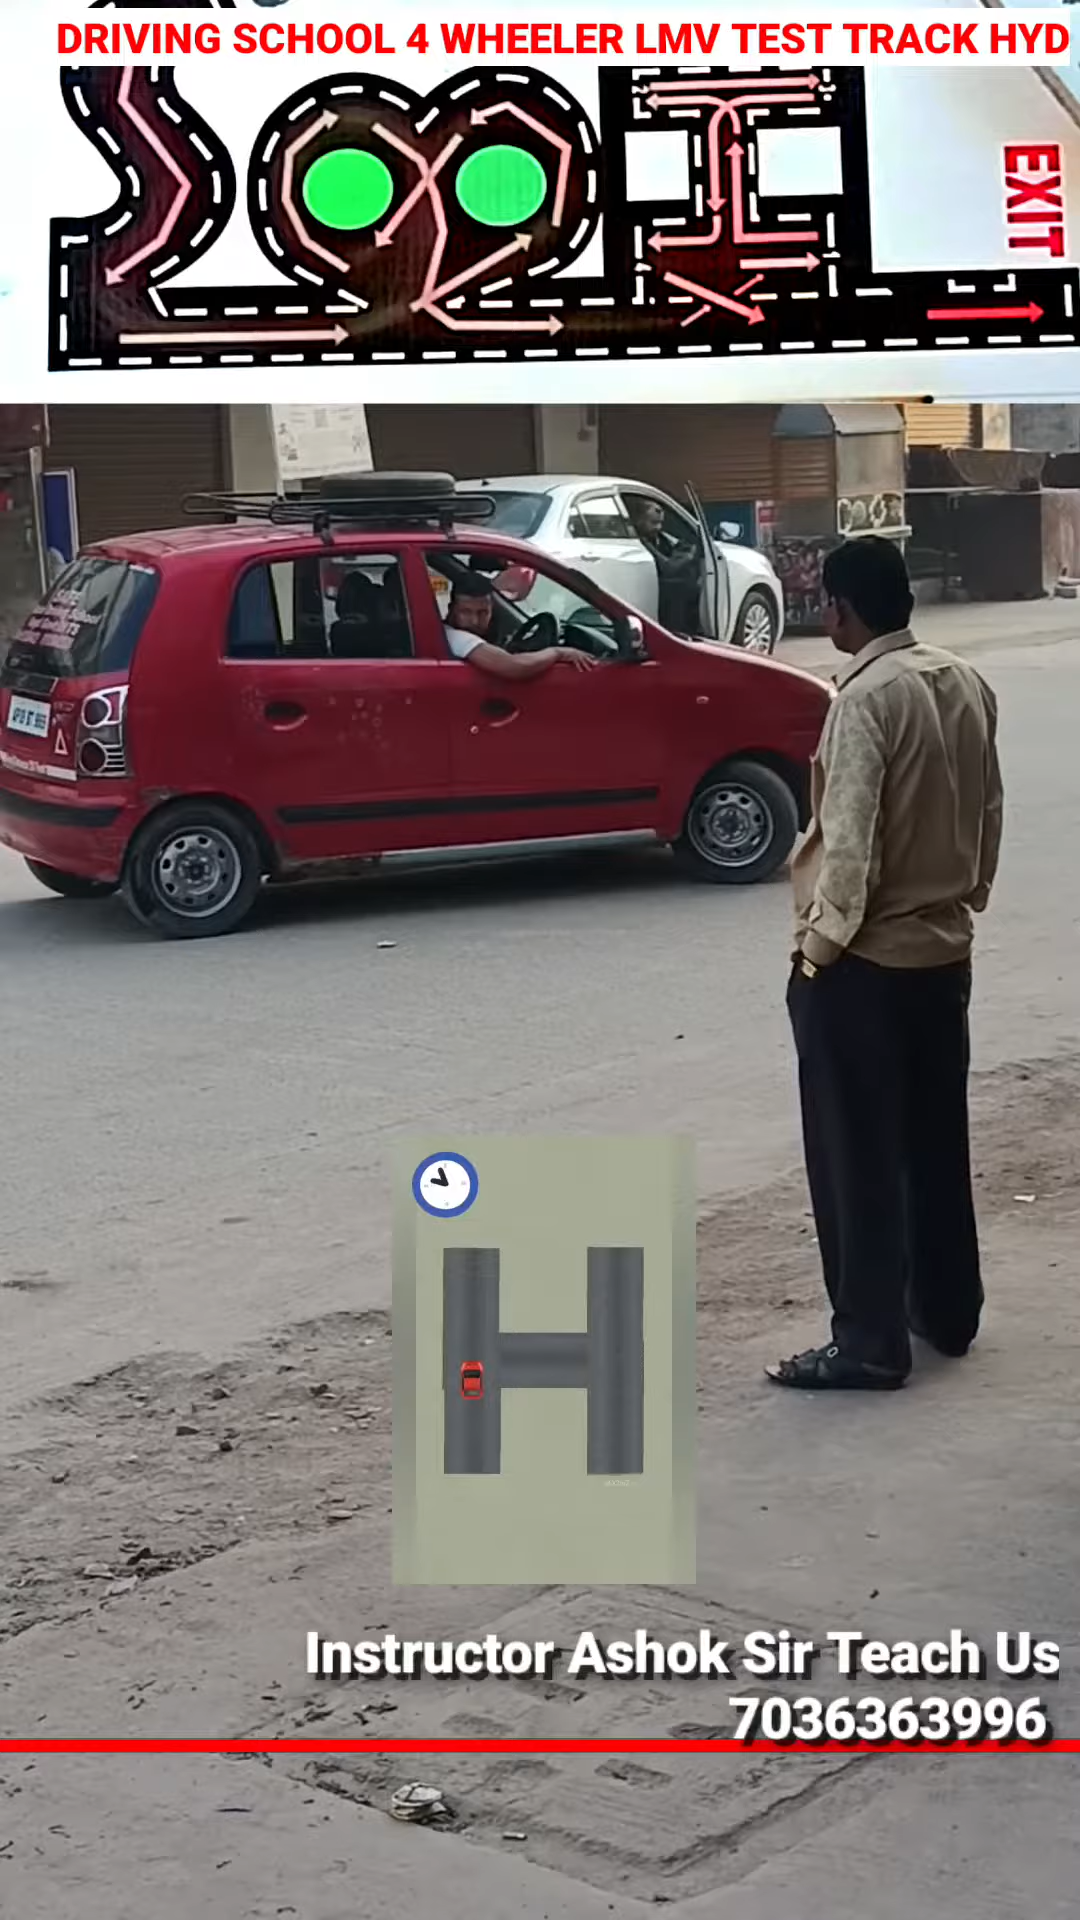 DRIVING SCHOOL 4 WHEELER LMV TEST TRACK HYD
EXIT
Instructor Ashok Sir Teach Us
7036363996